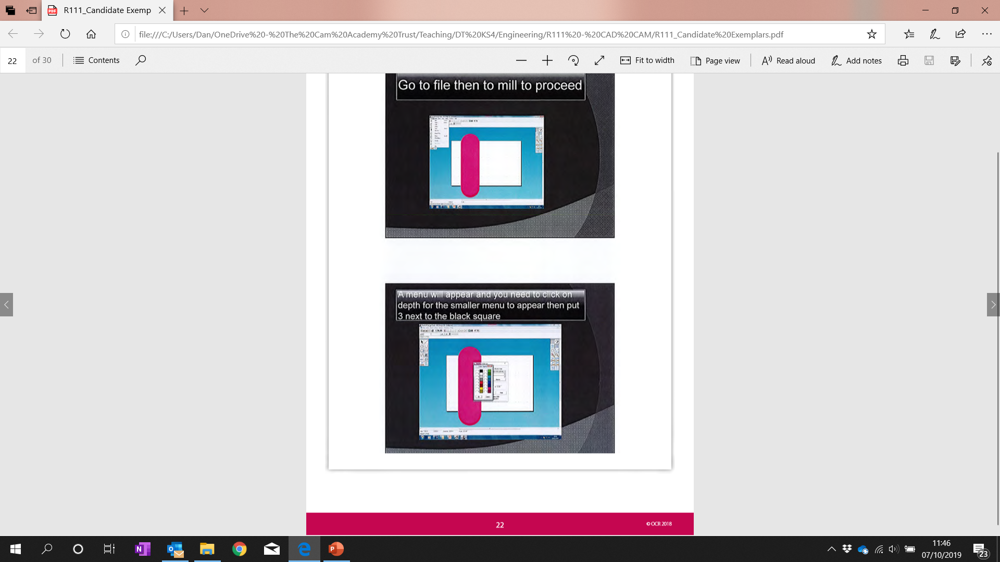 R111_Candidate Exemp
file:///C:/Users/Dan/OneDrive%20-%20The%20Cam%20Academy%20Trust/Teaching/DT%20KS4/Engineering/R111%20-%20CAD%20CAM/R111_Candidate%20Exemplars.pdf
22 of 30 Contents Fit to width Page view Read aloud Add notes
Go to file then to mill to proceed
A menu will appear and you need to click on
depth for the smaller menu to appear then put
3 next to the black square
22 © OCR 2018
11:46
07/10/2019
23